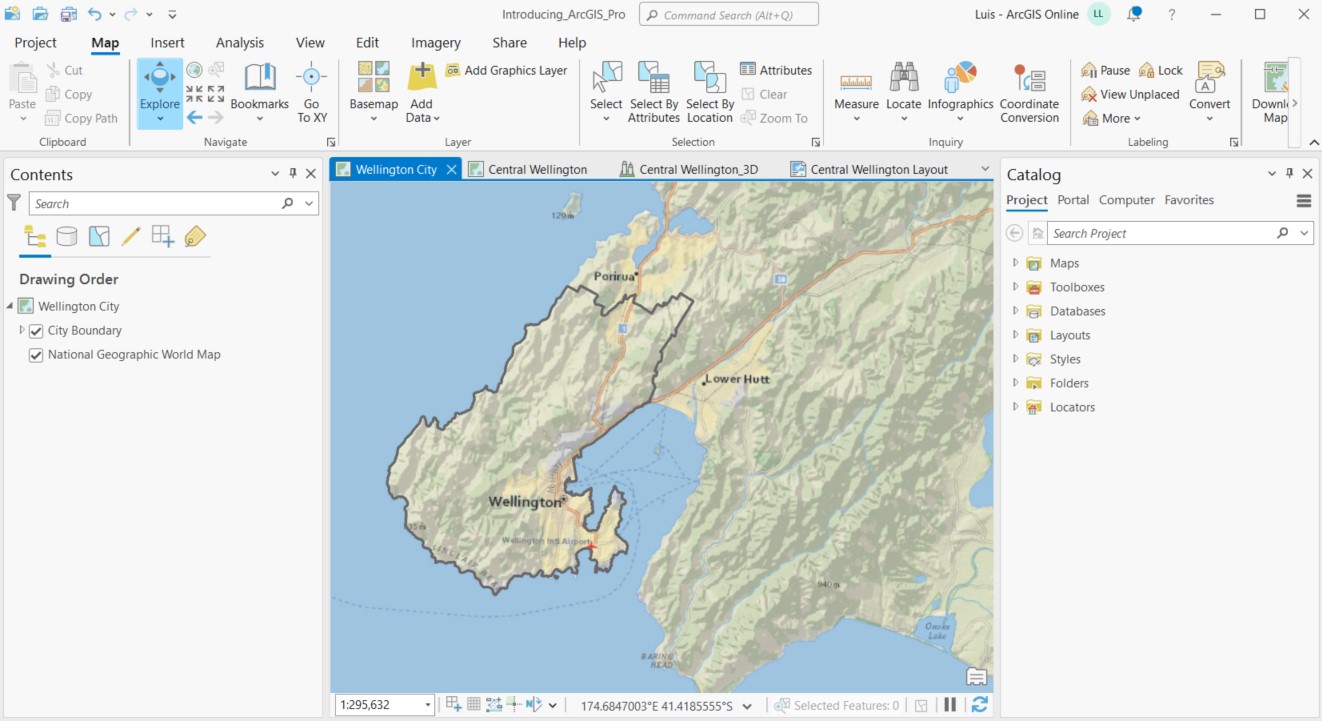 Introducing_ArcGIS_Pro
Command Search (Alt+Q)
Luis - ArcGIS Online
LL
?
Project
Map
Insert
Analysis
View
Edit
Imagery
Share
Help
Paste
Cut
Copy
Copy Path
Clipboard
Explore
Bookmarks
Go To XY
Navigate
Basemap
Add Data
Add Graphics Layer
Layer
Select
Select By Attributes
Select By Location
Attributes
Clear
Zoom To
Selection
Measure
Locate
Infographics
Coordinate Conversion
Inquiry
Pause
Lock
View Unplaced
More
Convert
Labeling
Map
Contents
Search
Drawing Order
Wellington City
City Boundary
National Geographic World Map
Wellington City
Central Wellington
Central Wellington_3D
Central Wellington Layout
Porirua
1
Lower Hutt
Wellington
Wellington Int'l Airport
940 m
Onoke Lake
BARING HEAD
1:295,632
174.6847003°E 41.4185555°S
Selected Features: 0
Catalog
Project
Portal
Computer
Favorites
Search Project
Maps
Toolboxes
Databases
Layouts
Styles
Folders
Locators